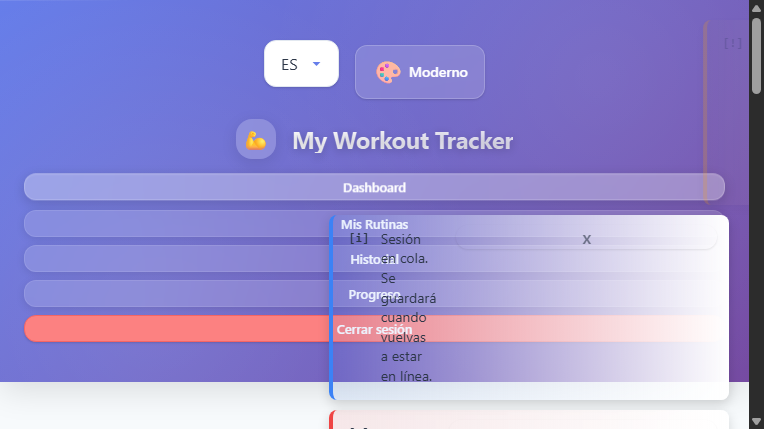 ES
Moderno
[i]
My Workout Tracker
Dashboard
Mis Rutinas
Historial
Progreso
Cerrar sesión
[i]
Sesión
en cola.
Se
guardará
cuando
vuelvas
a estar
en línea.
X